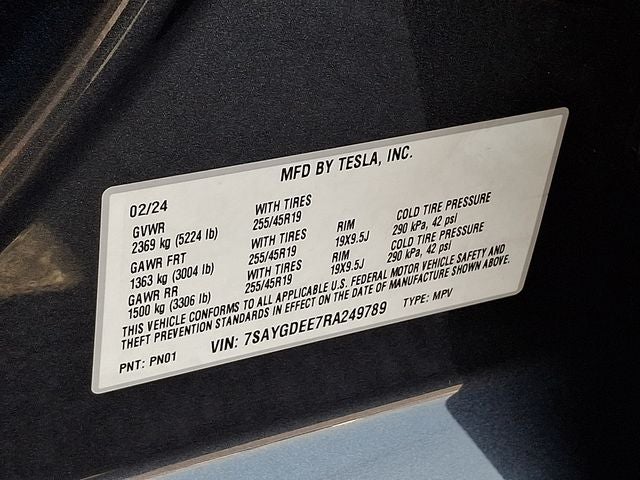 MFD BY TESLA, INC.
02/24
GVWR WITH TIRES
2369 kg (5224 lb) 255/45R19
GAWR FRT WITH TIRES RIM COLD TIRE PRESSURE
1363 kg (3004 lb) 255/45R19 19X9.5J 290 kPa, 42 psi
GAWR RR WITH TIRES RIM COLD TIRE PRESSURE
1500 kg (3306 lb) 255/45R19 19X9.5J 290 kPa, 42 psi
THIS VEHICLE CONFORMS TO ALL APPLICABLE U.S. FEDERAL MOTOR VEHICLE SAFETY AND
THEFT PREVENTION STANDARDS IN EFFECT ON THE DATE OF MANUFACTURE SHOWN ABOVE.
PNT: PN01 VIN: 7SAYGDEE7RA249789 TYPE: MPV